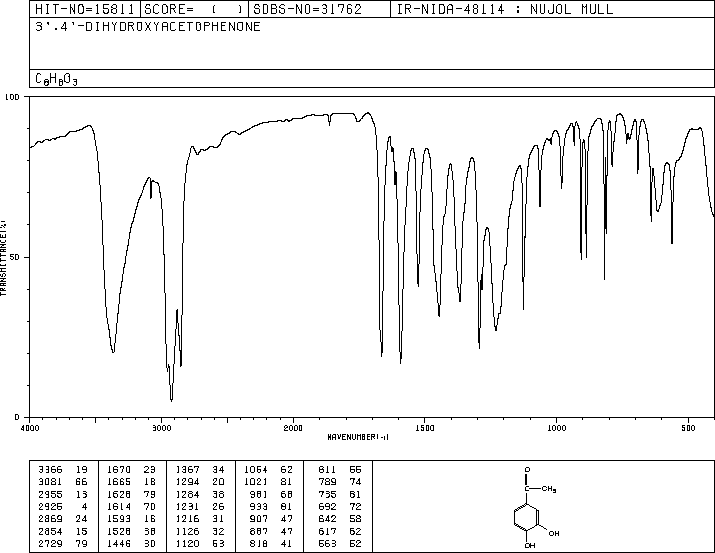 HIT-NO=15811 SCORE= ( ) SDBS-NO=31762 IR-NIDA-48114 : NUJOL MULL
3',4'-DIHYDROXYACETOPHENONE
C8H8O3
100
50
0
TRANSMITTANCE(%)
4000 3000 2000 1500 1000 500
WAVENUMBER(-1)
3366 19 1670 29 1367 34 1064 62 811 55
3081 66 1665 18 1294 20 1021 81 789 74
2955 13 1628 79 1284 38 981 68 735 81
2925 4 1614 70 1231 26 933 81 692 72
2869 24 1593 16 1216 31 907 47 642 58
2854 15 1528 38 1126 32 887 47 617 62
2729 79 1446 30 1120 53 818 41 563 52
O
C
CH3
OH
OH